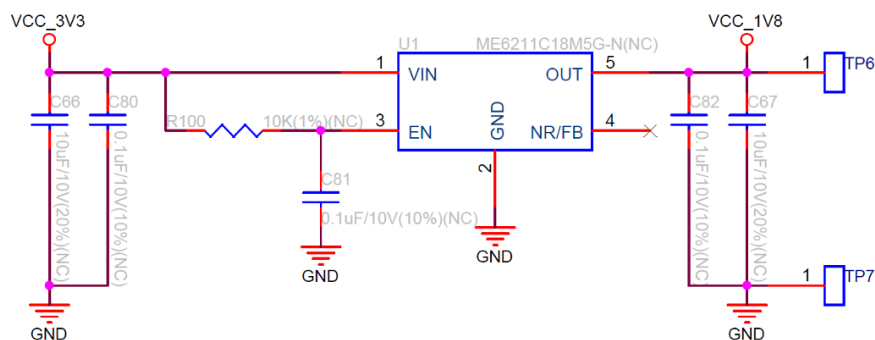 VCC_3V3
VCC_1V8
U1
ME6211C18M5G-N(NC)
1
VIN
OUT
5
1
TP6
C66
C80
C82
C67
R100
10K(1%)(NC)
3
EN
GND
NR/FB
4
10uF/10V(20%)(NC)
0.1uF/10V(10%)(NC)
2
0.1uF/10V(10%)(NC)
10uF/10V(20%)(NC)
C81
0.1uF/10V(10%)(NC)
GND
GND
1
TP7
GND
GND